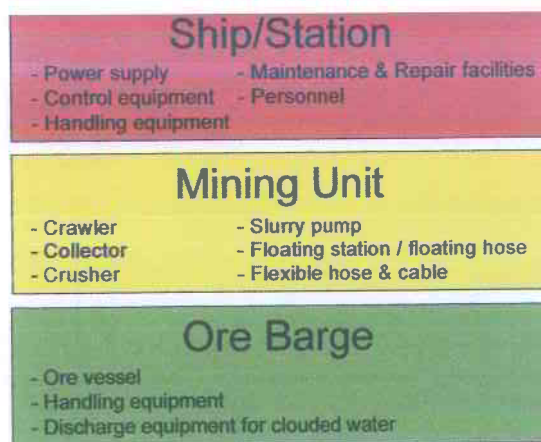 Ship/Station
- Power supply - Maintenance & Repair facilities
- Control equipment - Personnel
- Handling equipment
Mining Unit
- Crawler - Slurry pump
- Collector - Floating station / floating hose
- Crusher - Flexible hose & cable
Ore Barge
- Ore vessel
- Handling equipment
- Discharge equipment for clouded water